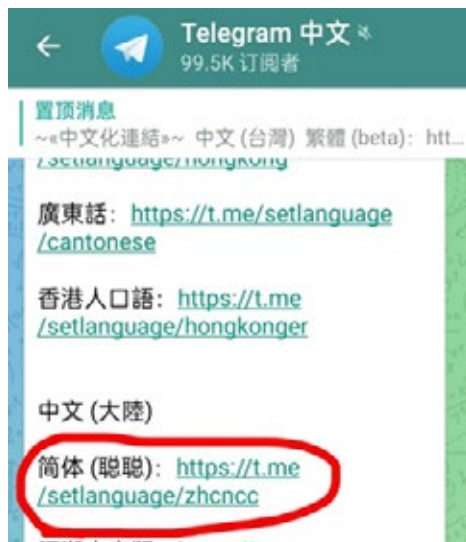 Telegram 中文
99.5K 订阅者
置顶消息
~«中文化連結»~ 中文 (台灣) 繁體 (beta): htt...
/setlanguage/hongkong
廣東話: https://t.me/setlanguage
/cantonese
香港人口語: https://t.me
/setlanguage/hongkonger
中文 (大陸)
简体 (聪聪): https://t.me
/setlanguage/zhcncc